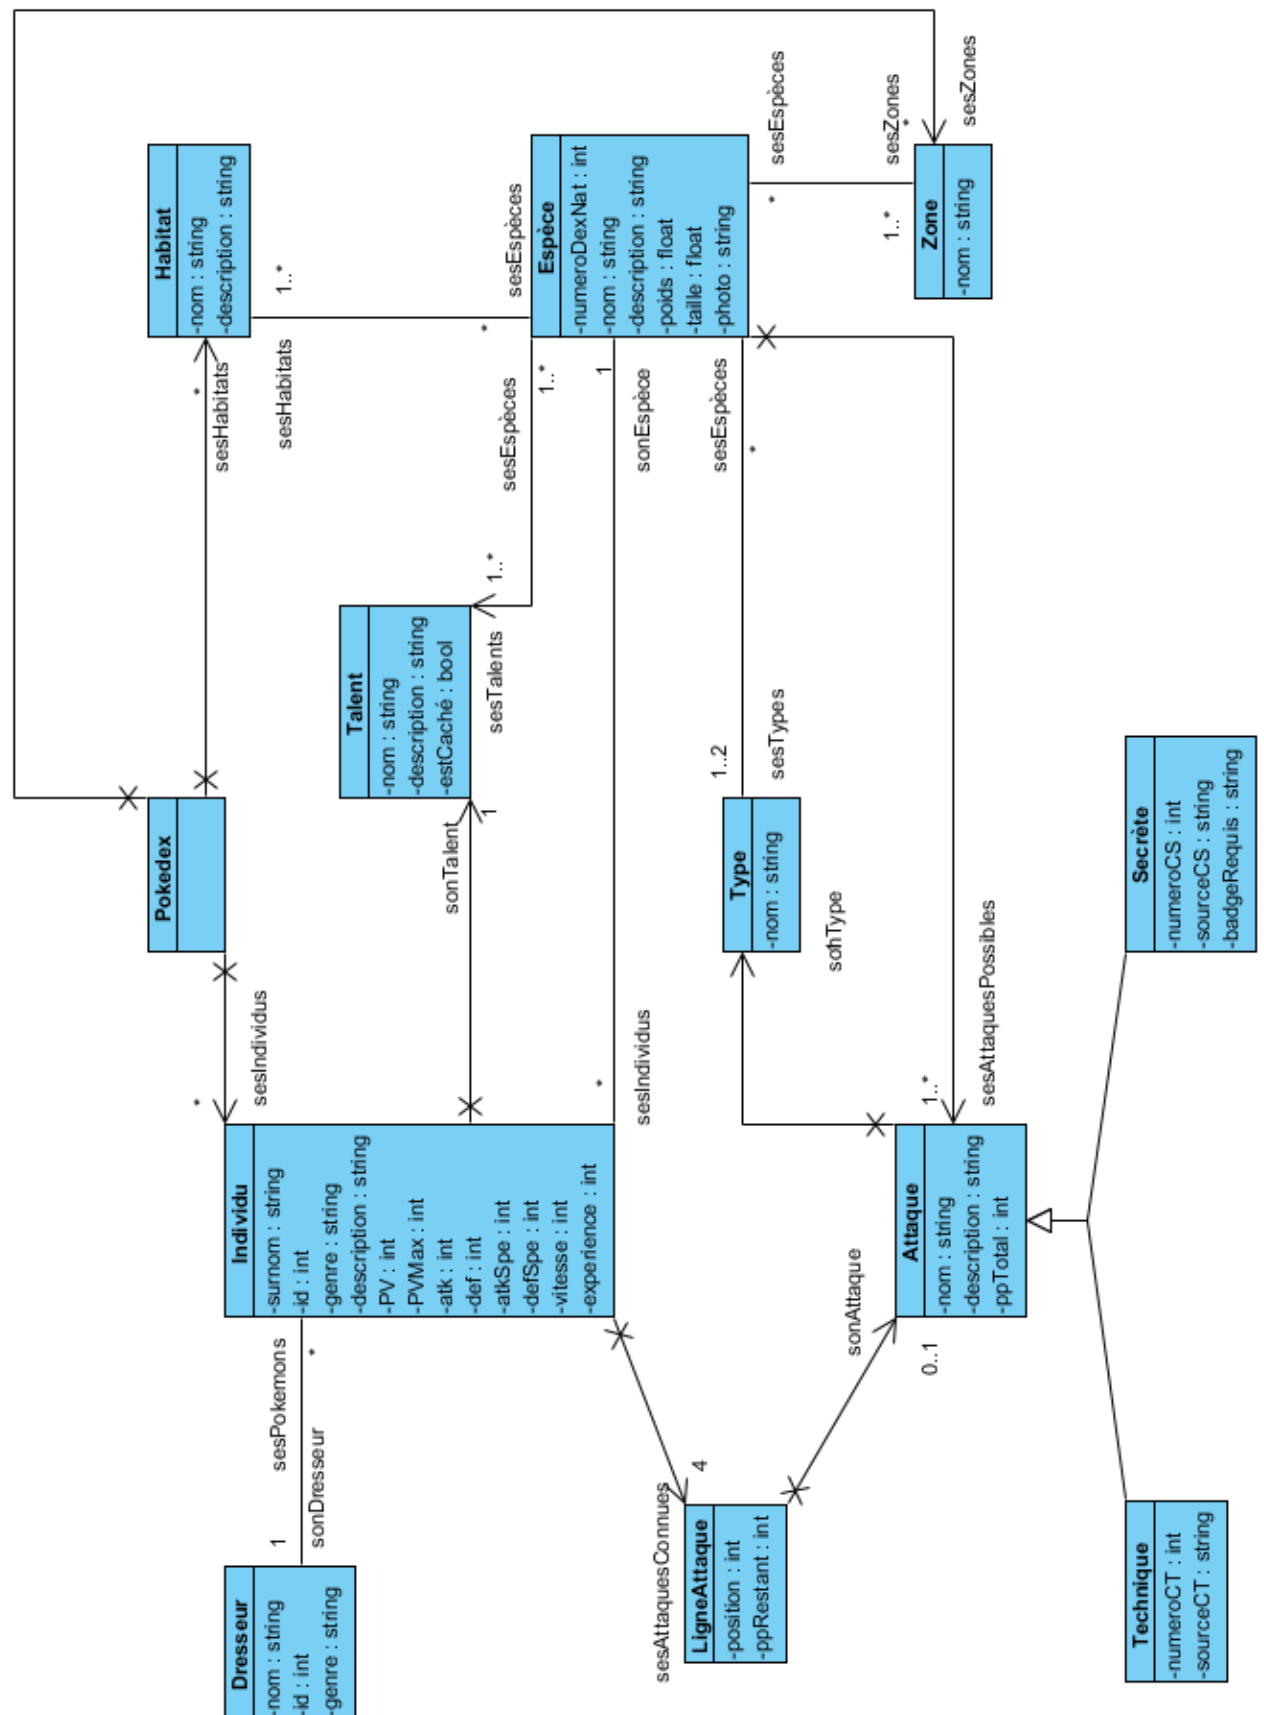 Dresseur
-nom : string
-id : int
-genre : string
1
sonDresseur
sesPokemons
*
Individu
-surnom : string
-id : int
-genre : string
-description : string
-PV : int
-PVMax : int
-atk : int
-def : int
-atkSpe : int
-defSpe : int
-vitesse : int
-experience : int
*
sesIndividus
Pokedex
*
sesHabitats
Habitat
-nom : string
-description : string
1..*
sesHabitats
*
sesEspèces
sonTalent
1
Talent
-nom : string
-description : string
-estCaché : bool
sesTalents
1..*
sesEspèces
1..*
*
sesIndividus
1
sonEspèce
Espèce
-numeroDexNat : int
-nom : string
-description : string
-poids : float
-taille : float
-photo : string
sesAttaquesConnues
4
LigneAttaque
-position : int
-ppRestant : int
sonAttaque
0..1
Attaque
-nom : string
-description : string
-ppTotal : int
sonType
Type
-nom : string
1..2
sesTypes
sesEspèces
*
1..*
sesAttaquesPossibles
sesEspèces
*
1..*
sesZones
*
sesZones
Zone
-nom : string
Technique
-numeroCT : int
-sourceCT : string
Secrète
-numeroCS : int
-sourceCS : string
-badgeRequis : string